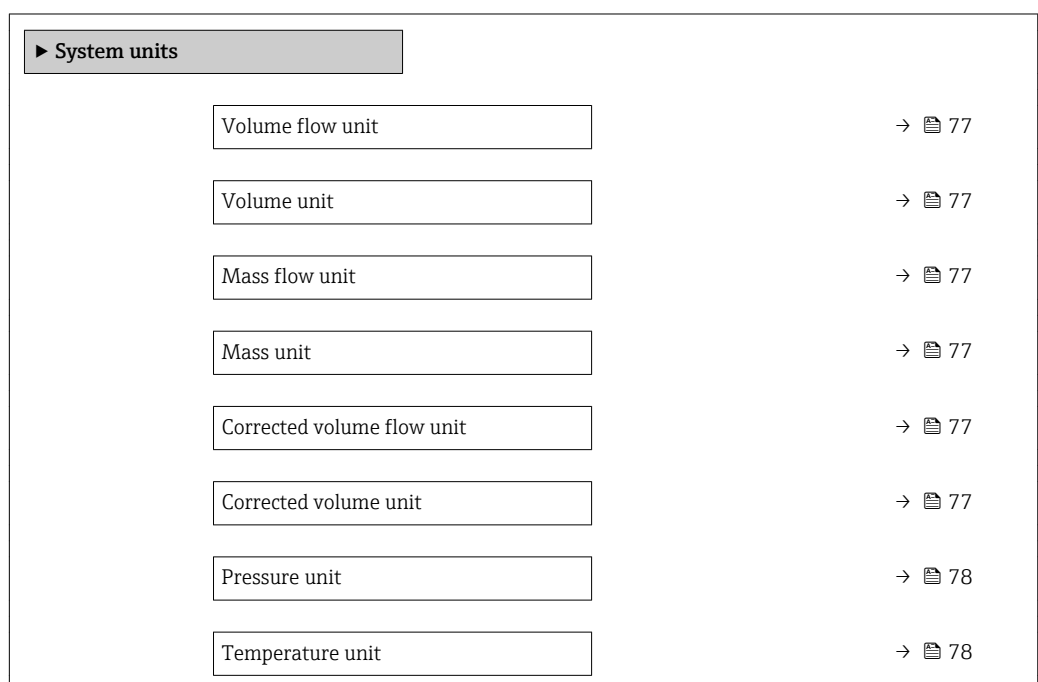 ▶ System units
Volume flow unit → 77
Volume unit → 77
Mass flow unit → 77
Mass unit → 77
Corrected volume flow unit → 77
Corrected volume unit → 77
Pressure unit → 78
Temperature unit → 78